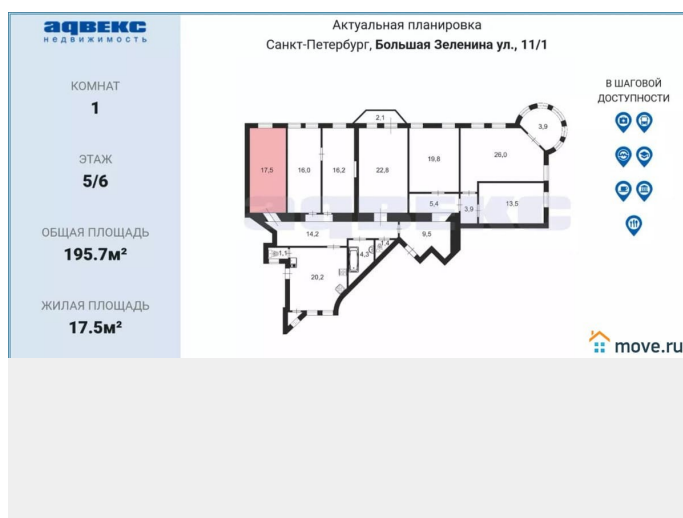 адвекс
недвижимость
КОМНАТ
1
ЭТАЖ
5/6
ОБЩАЯ ПЛОЩАДЬ
195.7м²
ЖИЛАЯ ПЛОЩАДЬ
17.5м²
Актуальная планировка
Санкт-Петербург, Большая Зеленина ул., 11/1
В ШАГОВОЙ
ДОСТУПНОСТИ
2,1
3,9
17,5
16,0
16,2
22,8
19,8
26,0
5,4
3,9
13,5
адвекс
14,2
9,5
1,1
20,2
4,3
1,4
move.ru